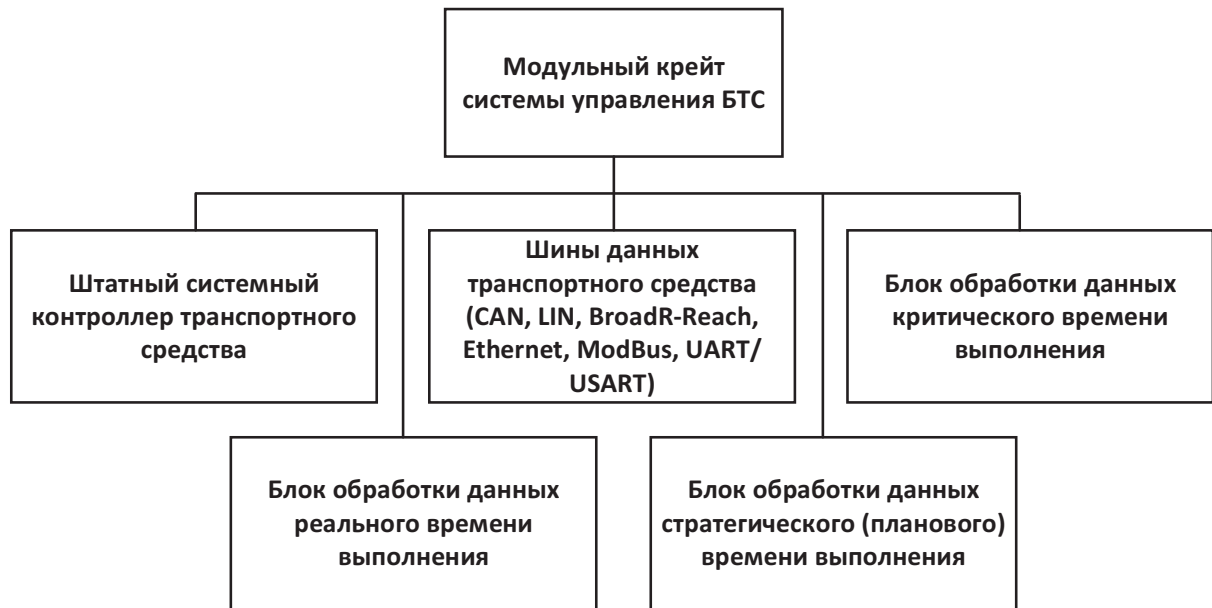 Модульный крейт
системы управления БТС
Штатный системный
контроллер транспортного
средства
Шины данных
транспортного средства
(CAN, LIN, BroadR-Reach,
Ethernet, ModBus, UART/
USART)
Блок обработки данных
критического времени
выполнения
Блок обработки данных
реального времени
выполнения
Блок обработки данных
стратегического (планового)
времени выполнения